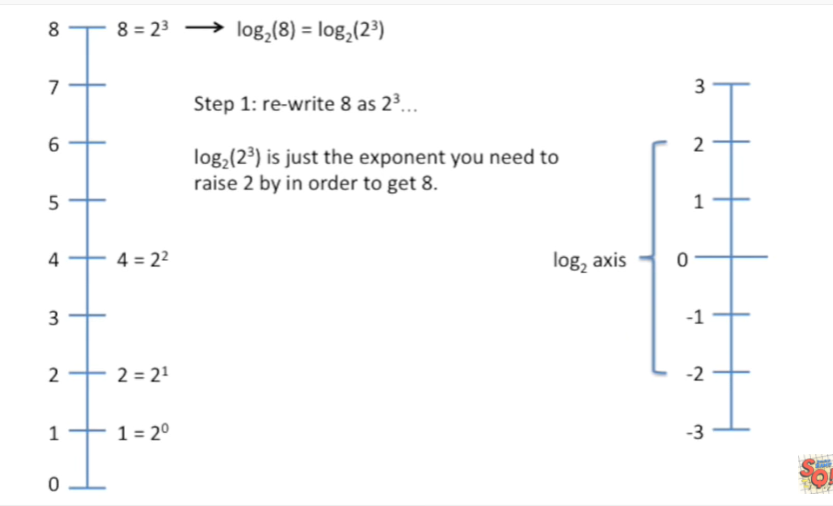 8
8 = 2³ ⟶ log₂(8) = log₂(2³)
7
Step 1: re-write 8 as 2³…
6
log₂(2³) is just the exponent you need to
raise 2 by in order to get 8.
5
4
4 = 2²
3
2
2 = 2¹
1
1 = 2⁰
0
log₂ axis
3
2
1
0
-1
-2
-3